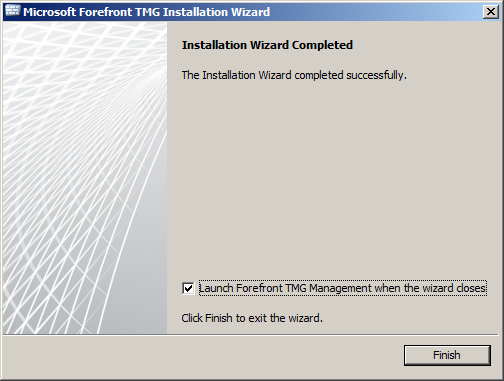 Microsoft Forefront TMG Installation Wizard
Installation Wizard Completed
The Installation Wizard completed successfully.
Launch Forefront TMG Management when the wizard closes
Click Finish to exit the wizard.
Finish